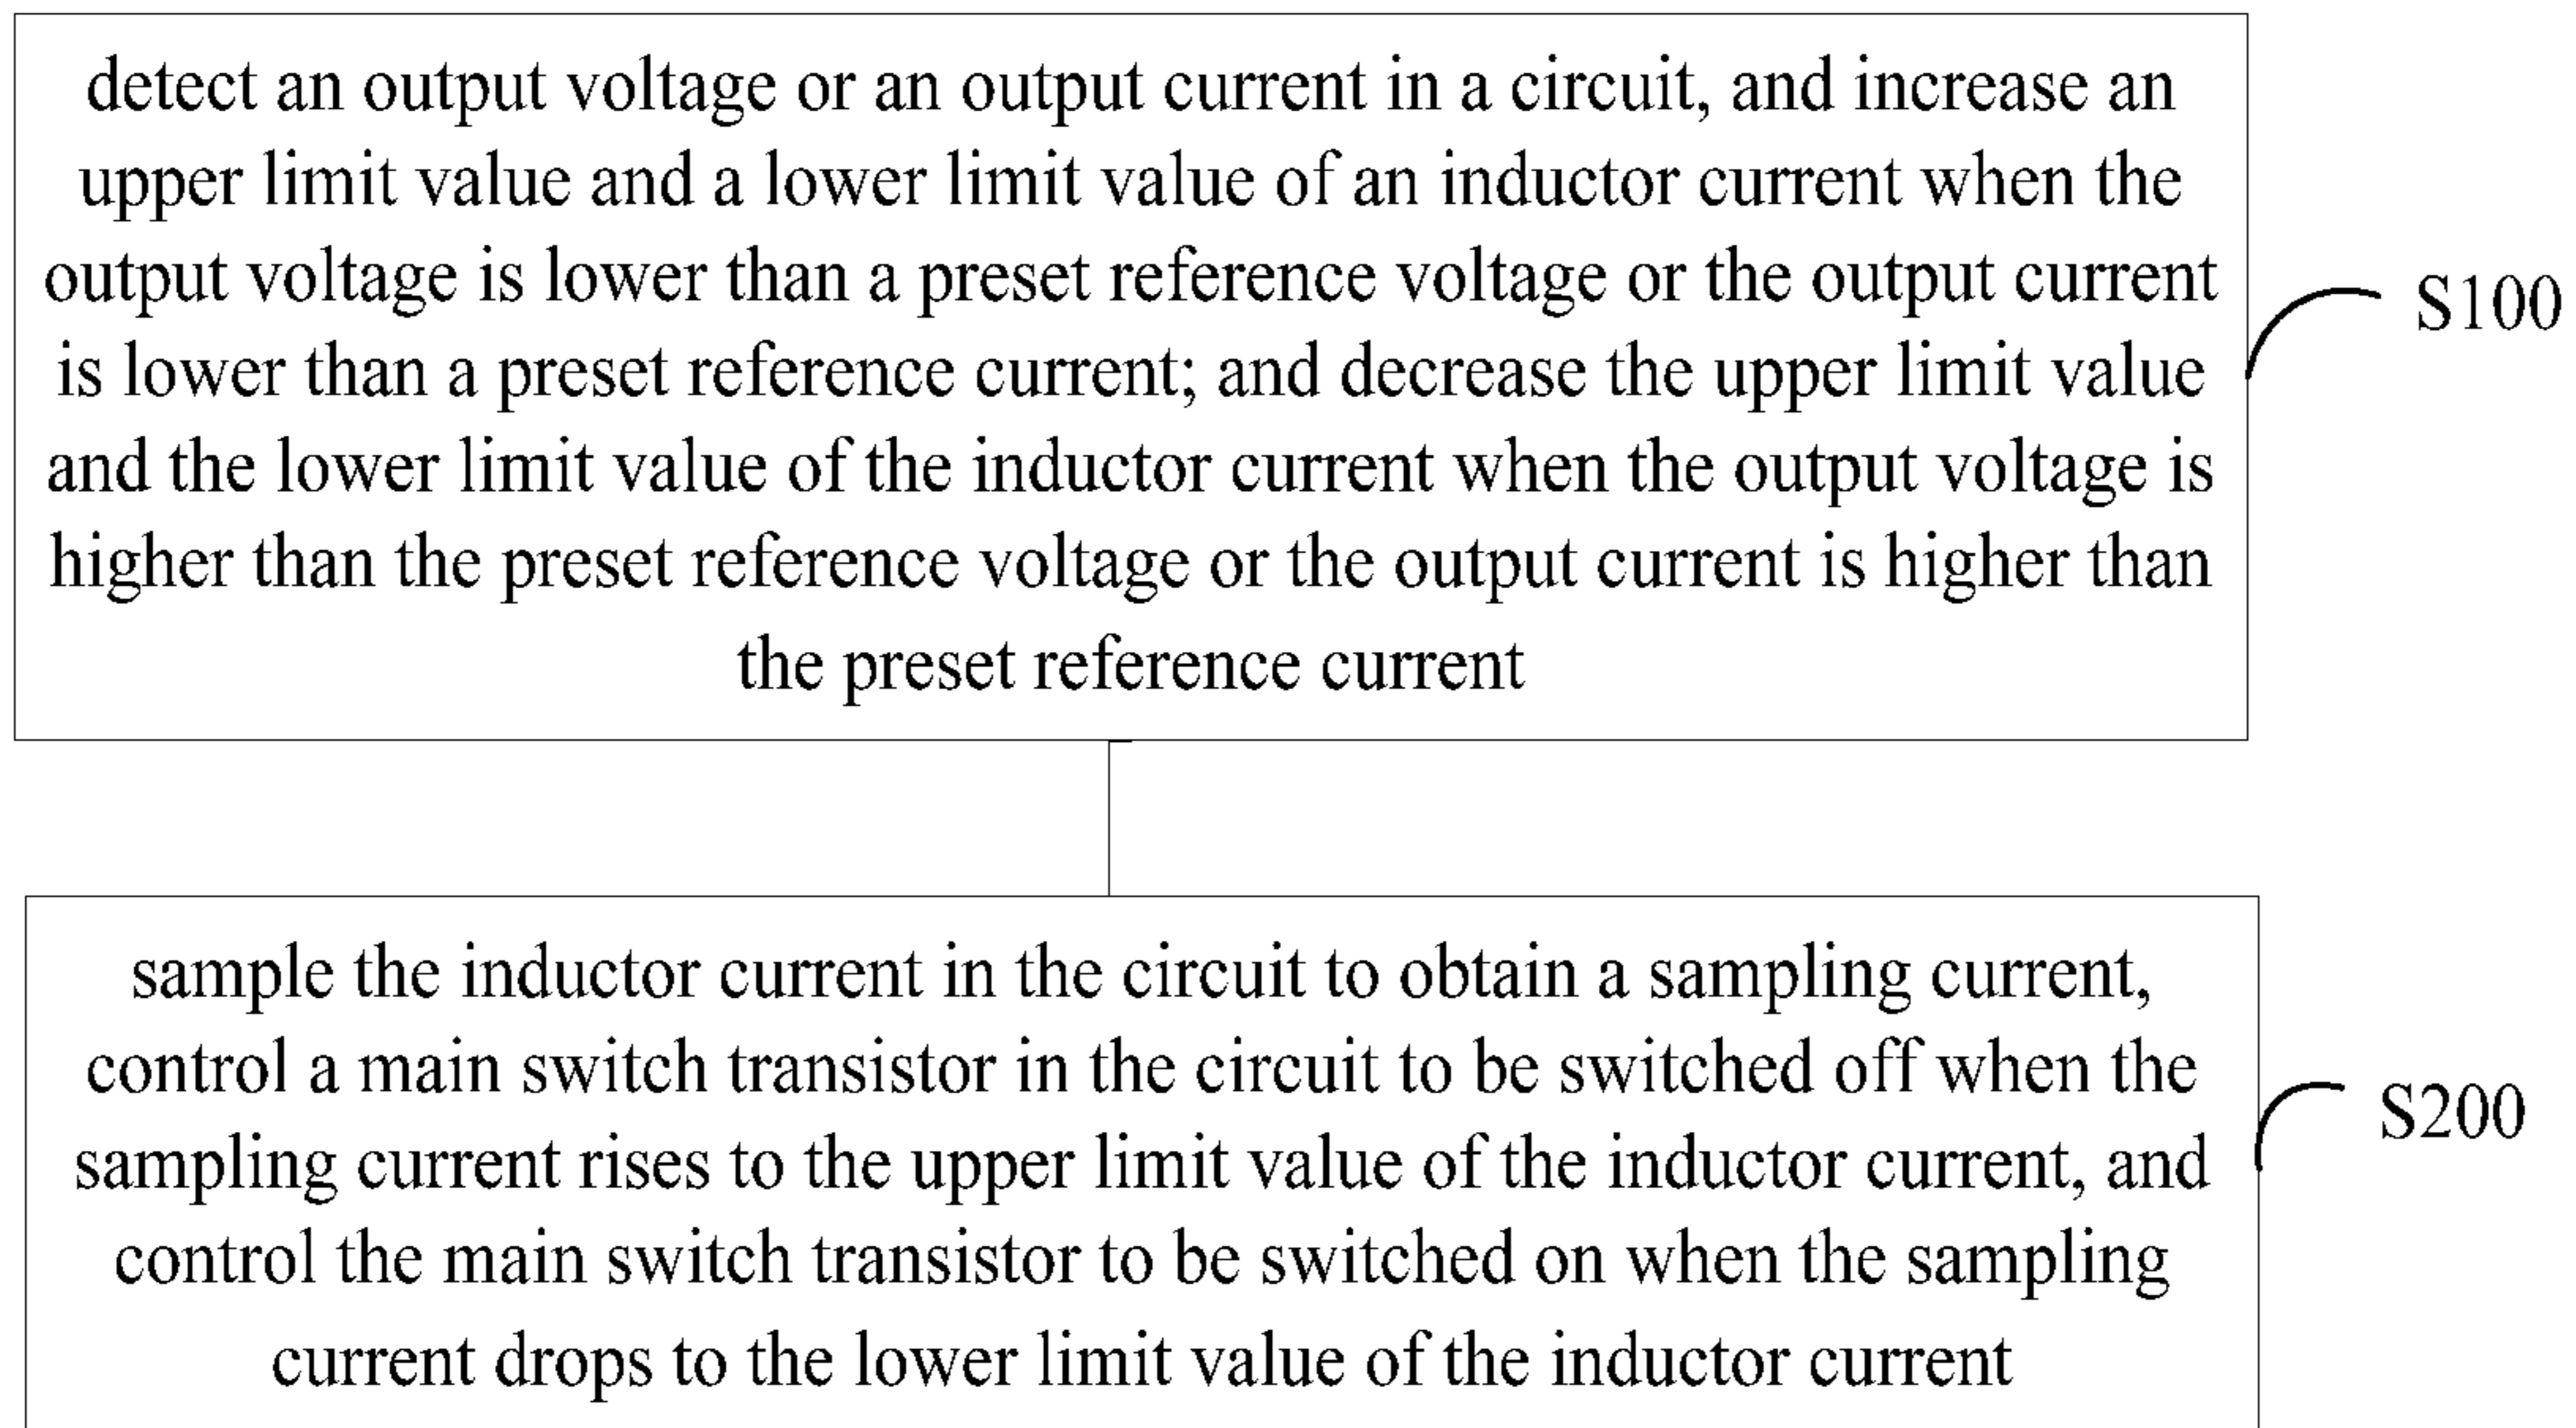 detect an output voltage or an output current in a circuit, and increase an
upper limit value and a lower limit value of an inductor current when the
output voltage is lower than a preset reference voltage or the output current
is lower than a preset reference current; and decrease the upper limit value
and the lower limit value of the inductor current when the output voltage is
higher than the preset reference voltage or the output current is higher than
the preset reference current
S100
sample the inductor current in the circuit to obtain a sampling current,
control a main switch transistor in the circuit to be switched off when the
sampling current rises to the upper limit value of the inductor current, and
control the main switch transistor to be switched on when the sampling
current drops to the lower limit value of the inductor current
S200